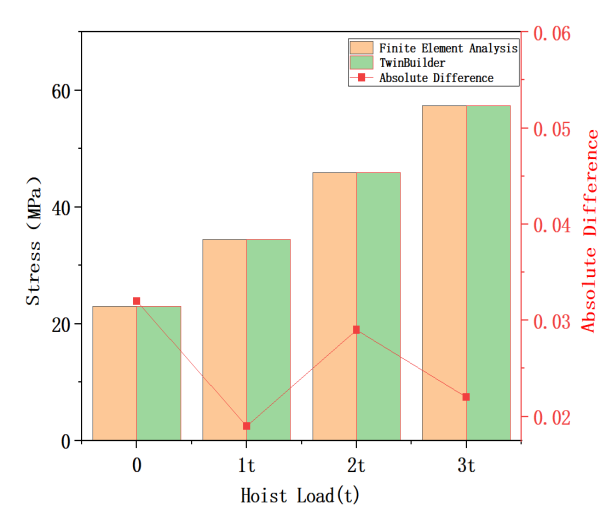 Finite Element Analysis
TwinBuilder
Absolute Difference
Stress (MPa)
60
40
20
0
0.06
0.05
0.04
0.03
0.02
Absolute Difference
0
1t
2t
3t
Hoist Load(t)